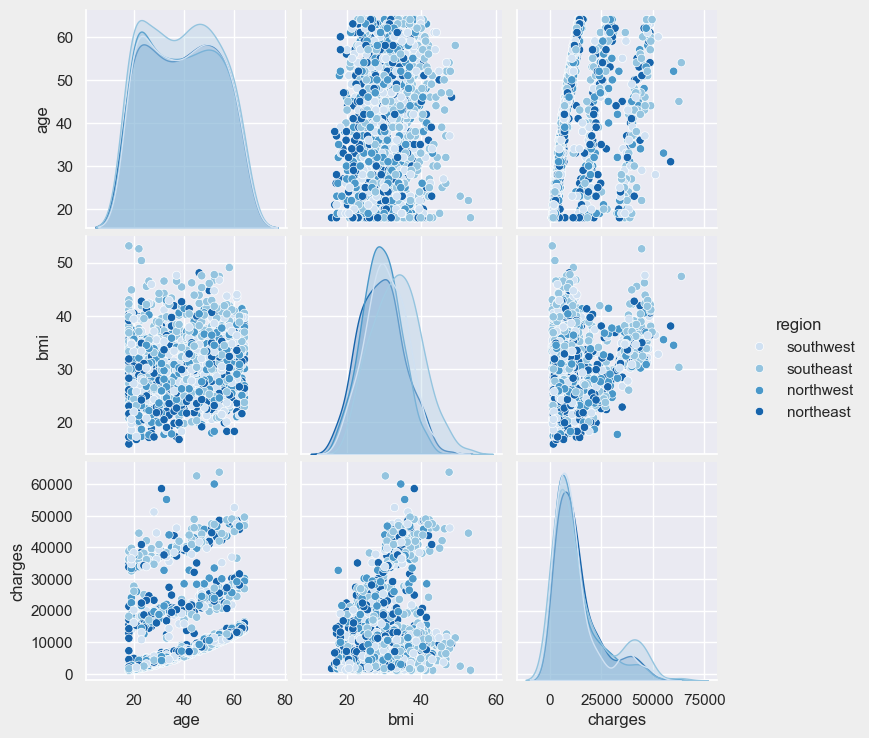 60
50
40
30
20
age
50
40
30
20
bmi
region
southwest
southeast
northwest
northeast
60000
50000
40000
30000
20000
10000
0
charges
20 40 60 80
age
20 40 60
bmi
0 25000 50000 75000
charges